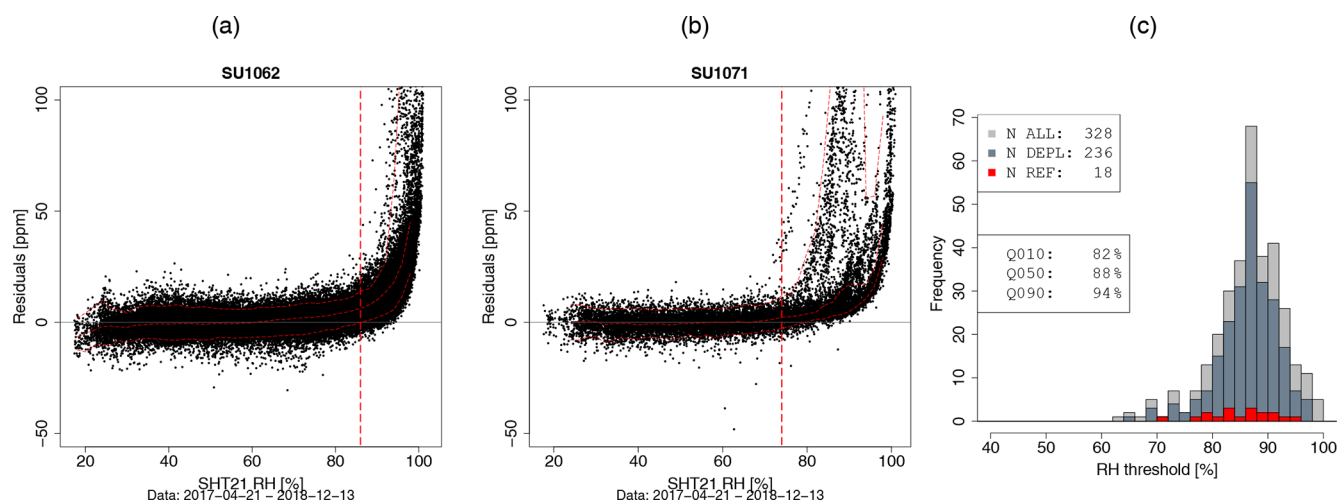 (a)
SU1062
Residuals [ppm]
100
50
0
−50
20 40 60 80 100
SHT21 RH [%]
Data: 2017−04−21 − 2018−12−13
(b)
SU1071
Residuals [ppm]
100
50
0
−50
20 40 60 80 100
SHT21 RH [%]
Data: 2017−04−21 − 2018−12−13
(c)
Frequency
70
60
50
40
30
20
10
0
N ALL: 328
N DEPL: 236
N REF: 18
Q010: 82%
Q050: 88%
Q090: 94%
40 50 60 70 80 90 100
RH threshold [%]